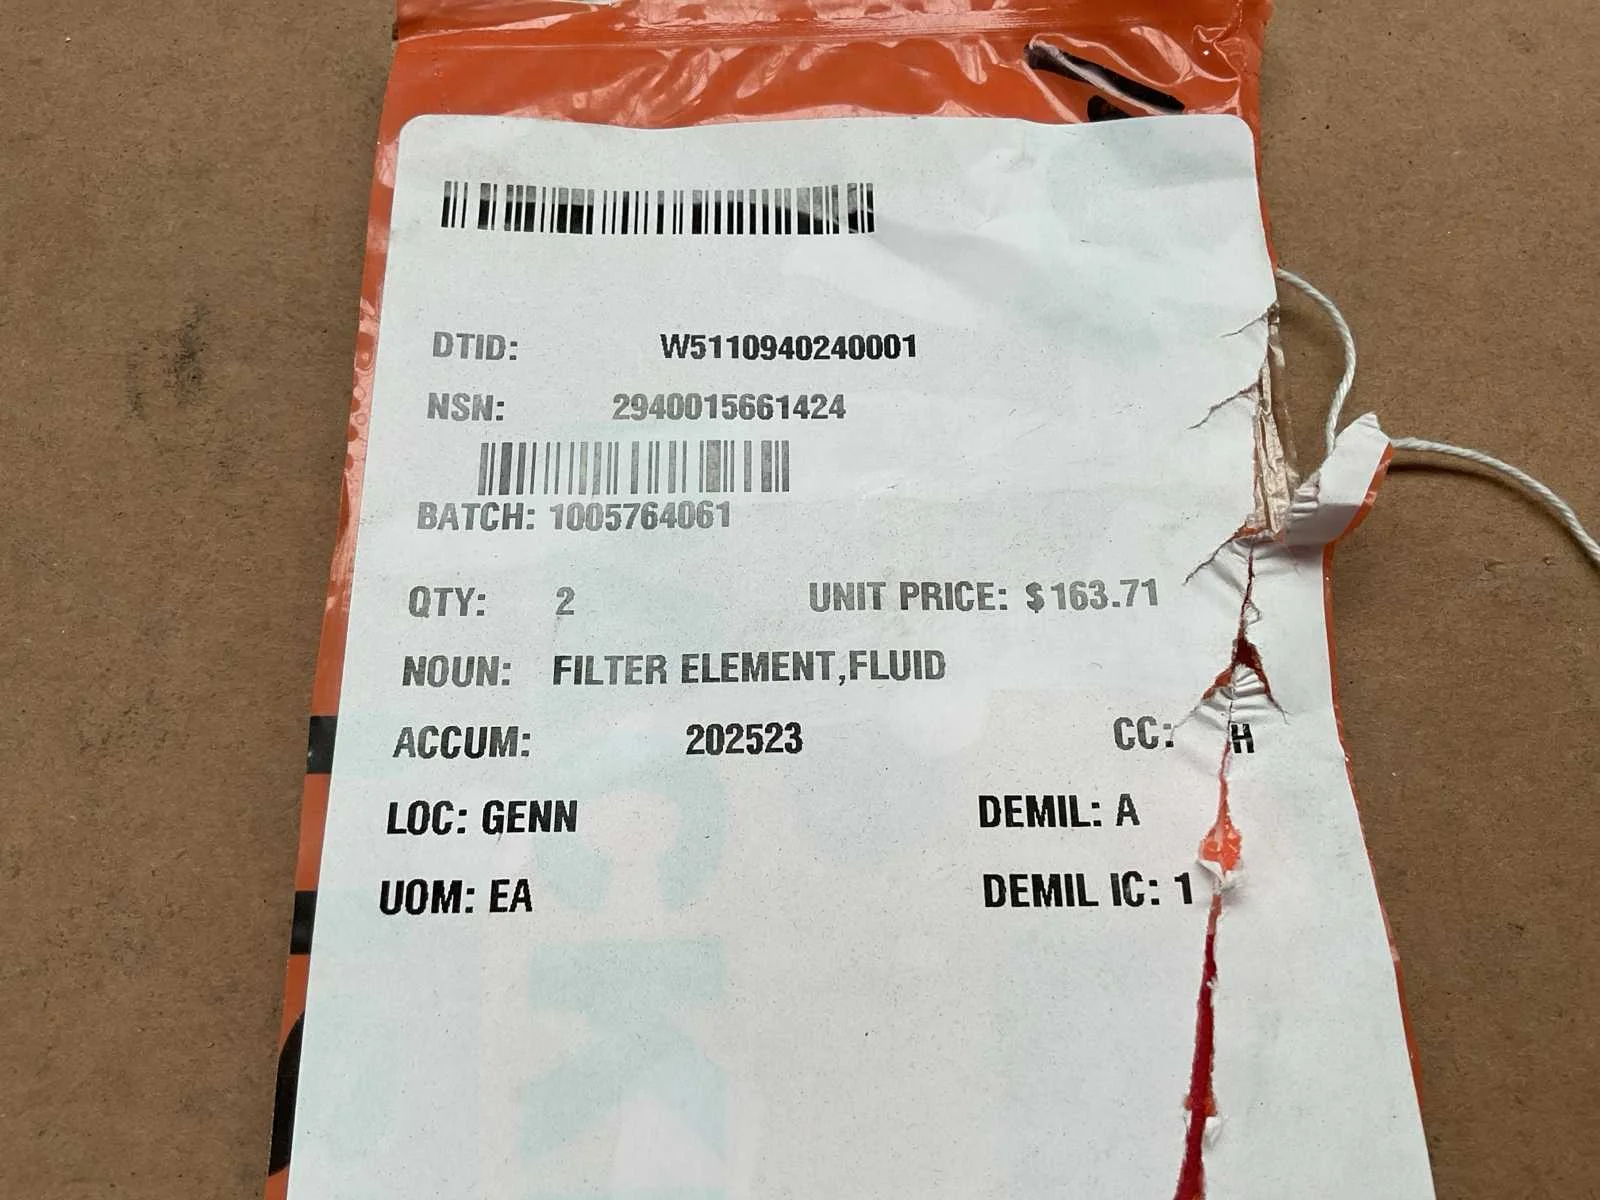 DTID: W5110940240001
NSN: 2940015661424
BATCH: 1005764061
QTY: 2 UNIT PRICE: $163.71
NOUN: FILTER ELEMENT,FLUID
ACCUM: 202523 CC: H
LOC: GENN DEMIL: A
UOM: EA DEMIL IC: 1